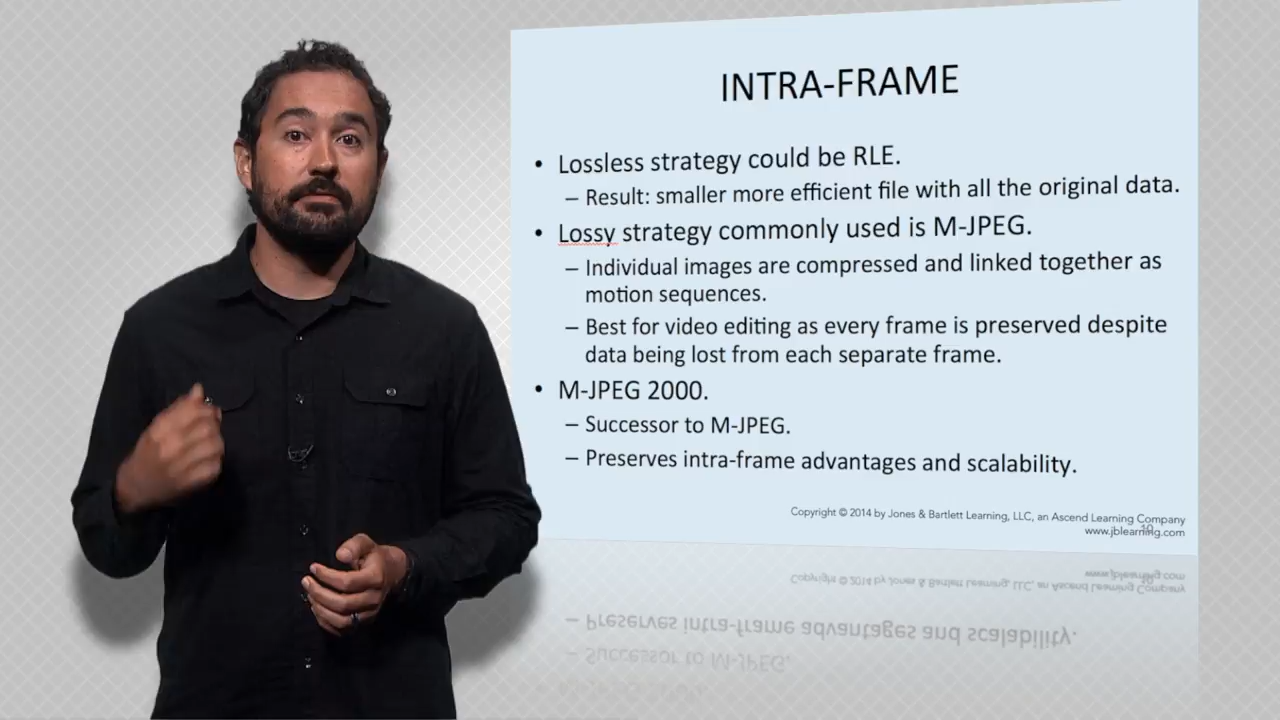 INTRA-FRAME
• Lossless strategy could be RLE.
– Result: smaller more efficient file with all the original data.
• Lossy strategy commonly used is M-JPEG.
– Individual images are compressed and linked together as
motion sequences.
– Best for video editing as every frame is preserved despite
data being lost from each separate frame.
• M-JPEG 2000.
– Successor to M-JPEG.
– Preserves intra-frame advantages and scalability.
Copyright © 2014 by Jones & Bartlett Learning, LLC, an Ascend Learning Company
www.jblearning.com
10